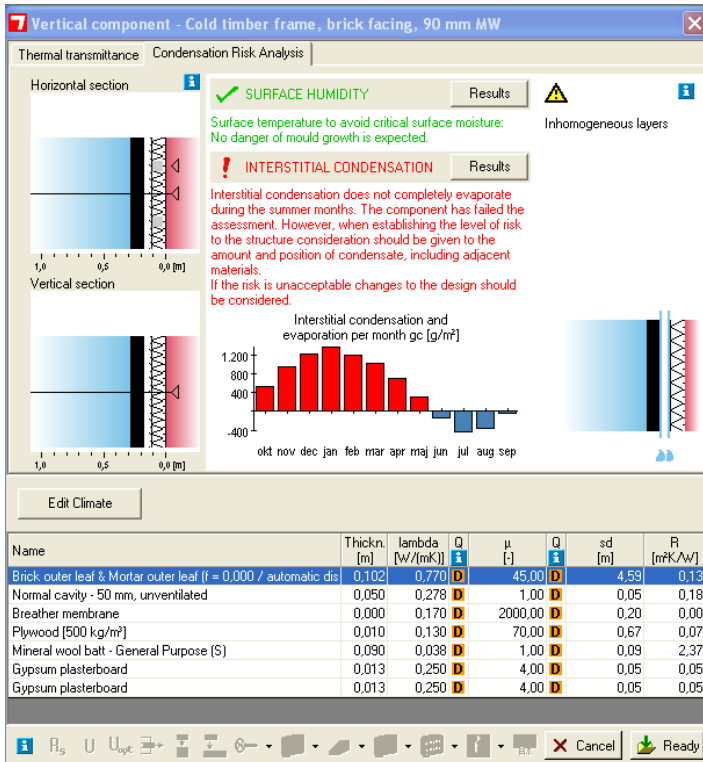 Vertical component - Cold timber frame, brick facing, 90 mm MW
Thermal transmittance Condensation Risk Analysis
Horizontal section
1,0 0,5 0,0 [m]
Vertical section
1,0 0,5 0,0 [m]
SURFACE HUMIDITY Results
Surface temperature to avoid critical surface moisture:
No danger of mould growth is expected.
INTERSTITIAL CONDENSATION Results
Interstitial condensation does not completely evaporate
during the summer months. The component has failed the
assessment. However, when establishing the level of risk
to the structure consideration should be given to the
amount and position of condensate, including adjacent
materials.
If the risk is unacceptable changes to the design should
be considered.
Interstitial condensation and
evaporation per month gc [g/m²]
1.200
800
400
-400
okt nov dec jan feb mar apr maj jun jul aug sep
Inhomogeneous layers
Edit Climate
Name Thickn. [m] lambda [W/(mK)] Q µ [-] Q sd [m] R [m²K/W]
Brick outer leaf & Mortar outer leaf (f = 0,000 / automatic dis 0,102 0,770 D 45,00 D 4,59 0,13
Normal cavity - 50 mm, unventilated 0,050 0,278 D 1,00 D 0,05 0,18
Breather membrane 0,000 0,170 D 2000,00 D 0,20 0,00
Plywood [500 kg/m³] 0,010 0,130 D 70,00 D 0,67 0,07
Mineral wool batt - General Purpose (S) 0,090 0,038 D 1,00 D 0,09 2,37
Gypsum plasterboard 0,013 0,250 D 4,00 D 0,05 0,05
Gypsum plasterboard 0,013 0,250 D 4,00 D 0,05 0,05
Rs U Uopt Cancel Ready